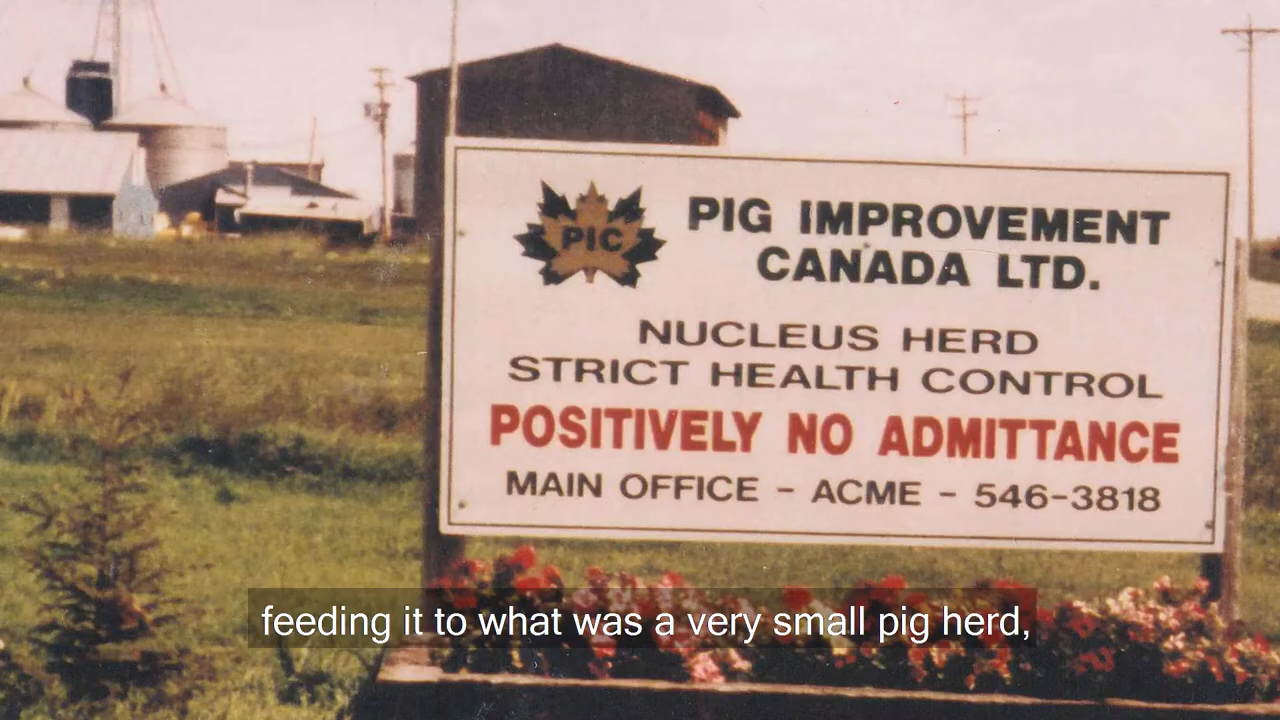 PIC
PIG IMPROVEMENT
CANADA LTD.
NUCLEUS HERD
STRICT HEALTH CONTROL
POSITIVELY NO ADMITTANCE
MAIN OFFICE - ACME - 546-3818
feeding it to what was a very small pig herd,